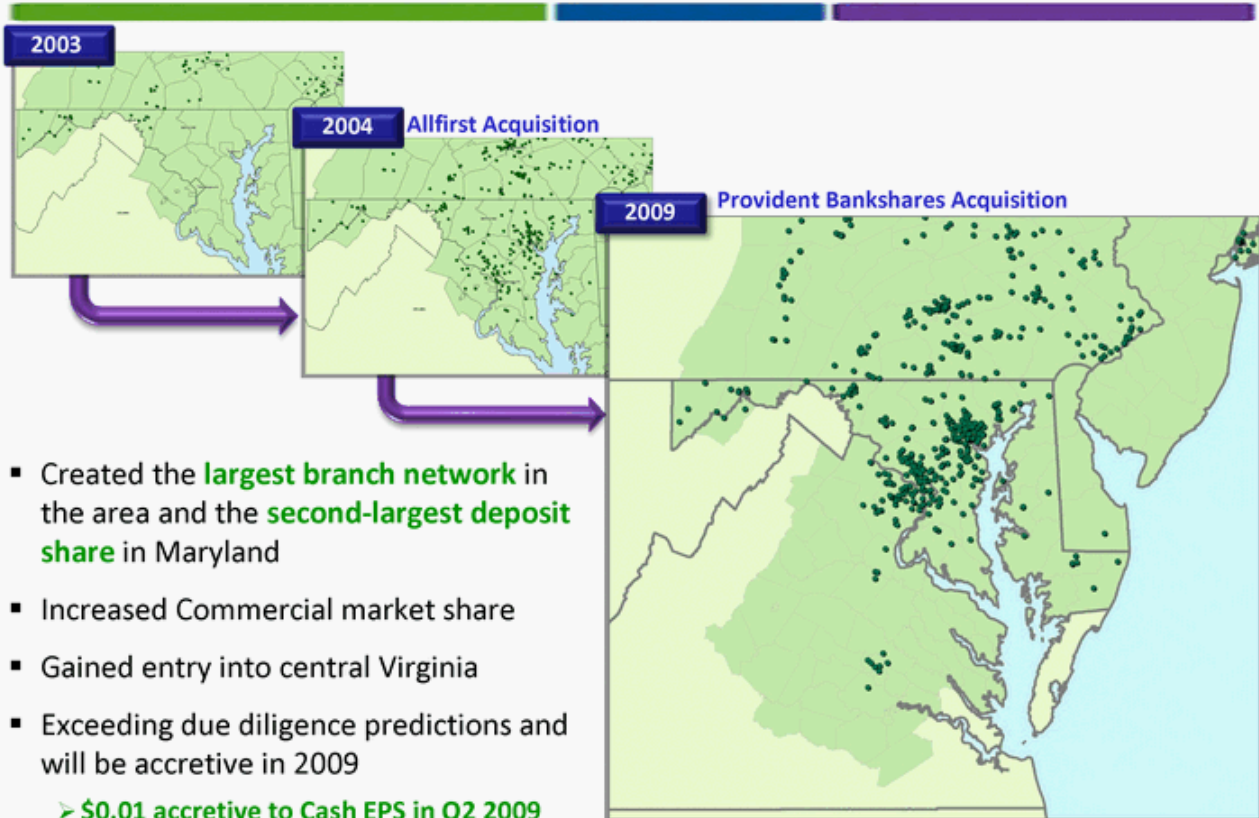 2003
2004
Allfirst Acquisition
2009
Provident Bankshares Acquisition
▪ Created the largest branch network in
the area and the second-largest deposit
share in Maryland
▪ Increased Commercial market share
▪ Gained entry into central Virginia
▪ Exceeding due diligence predictions and
will be accretive in 2009
➢ $0.01 accretive to Cash EPS in Q2 2009